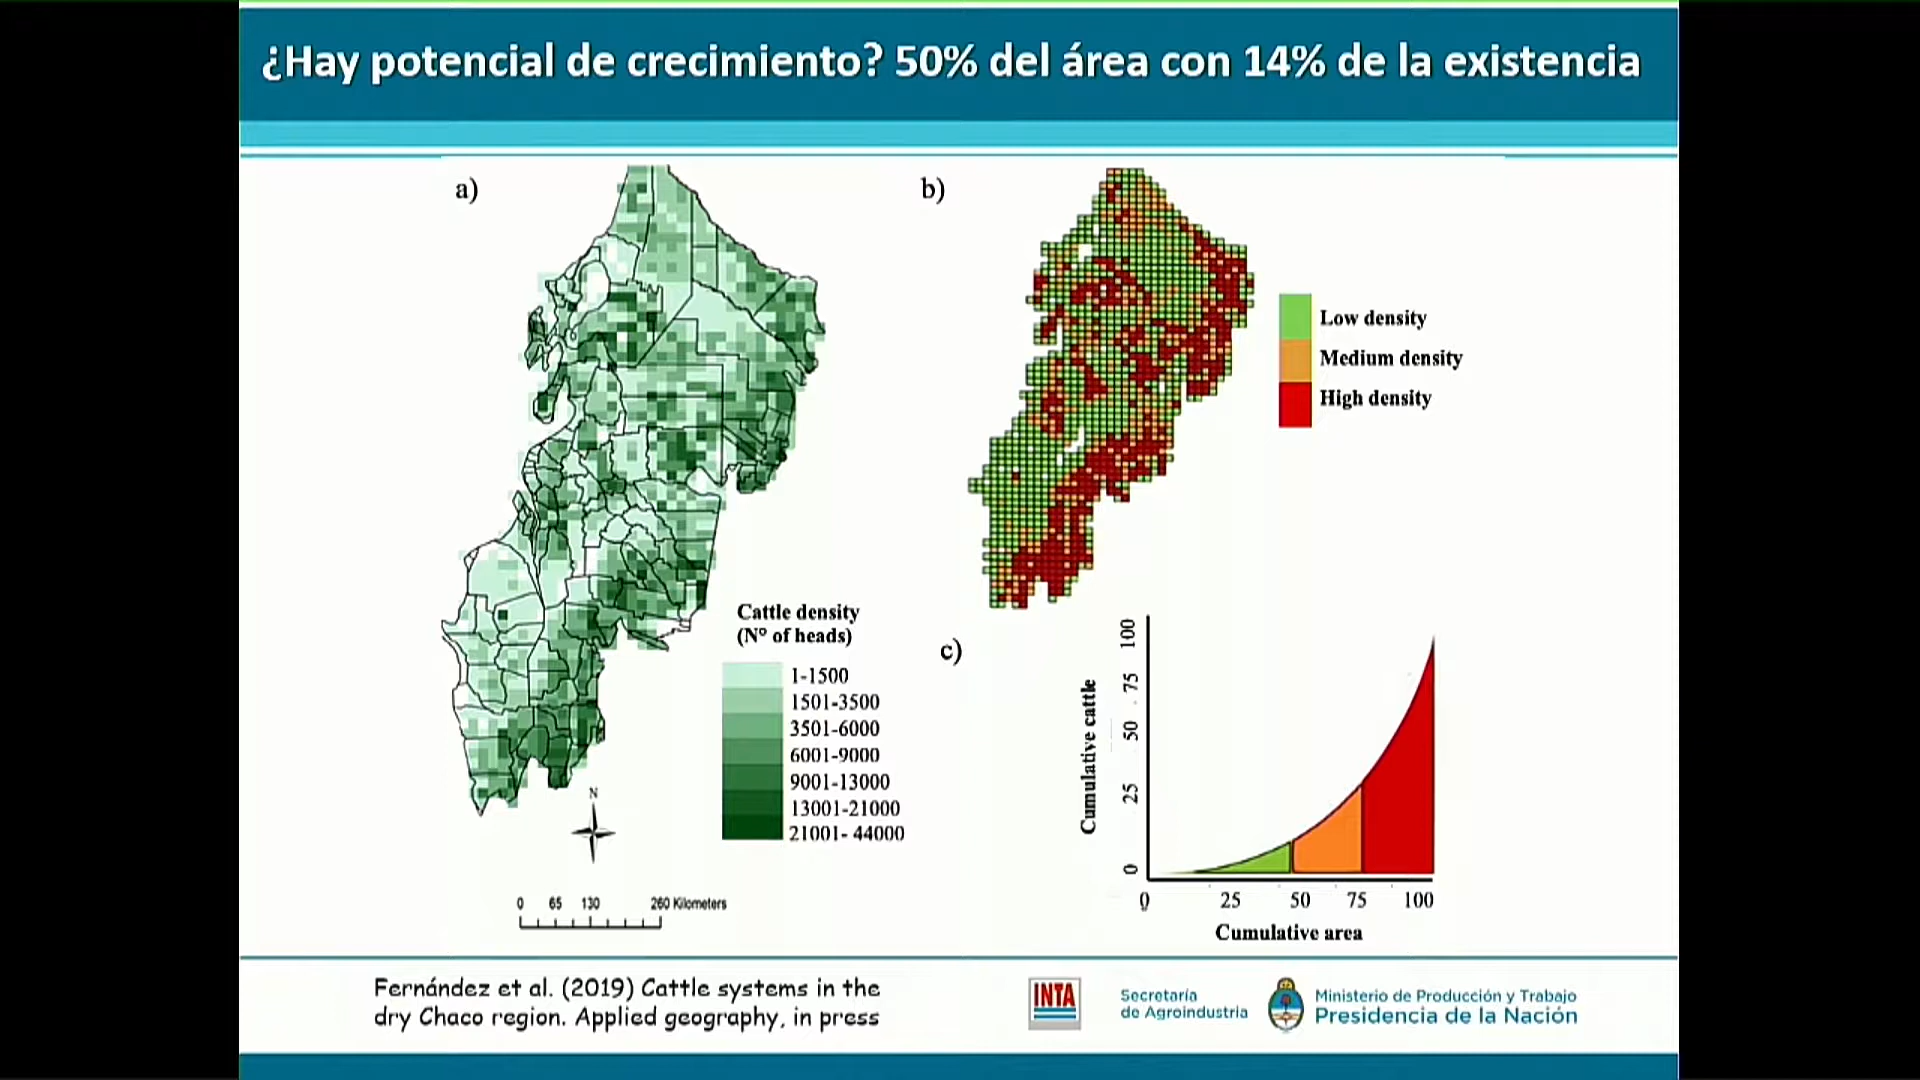 ¿Hay potencial de crecimiento? 50% del área con 14% de la existencia
a)
b)
Low density
Medium density
High density
Cattle density
(N° of heads)
1-1500
1501-3500
3501-6000
6001-9000
9001-13000
13001-21000
21001- 44000
N
0 65 130 260 Kilometers
c)
Cumulative cattle
100
75
50
25
0
0 25 50 75 100
Cumulative area
Fernández et al. (2019) Cattle systems in the
dry Chaco region. Applied geography, in press
INTA
Secretaría
de Agroindustria
Ministerio de Producción y Trabajo
Presidencia de la Nación